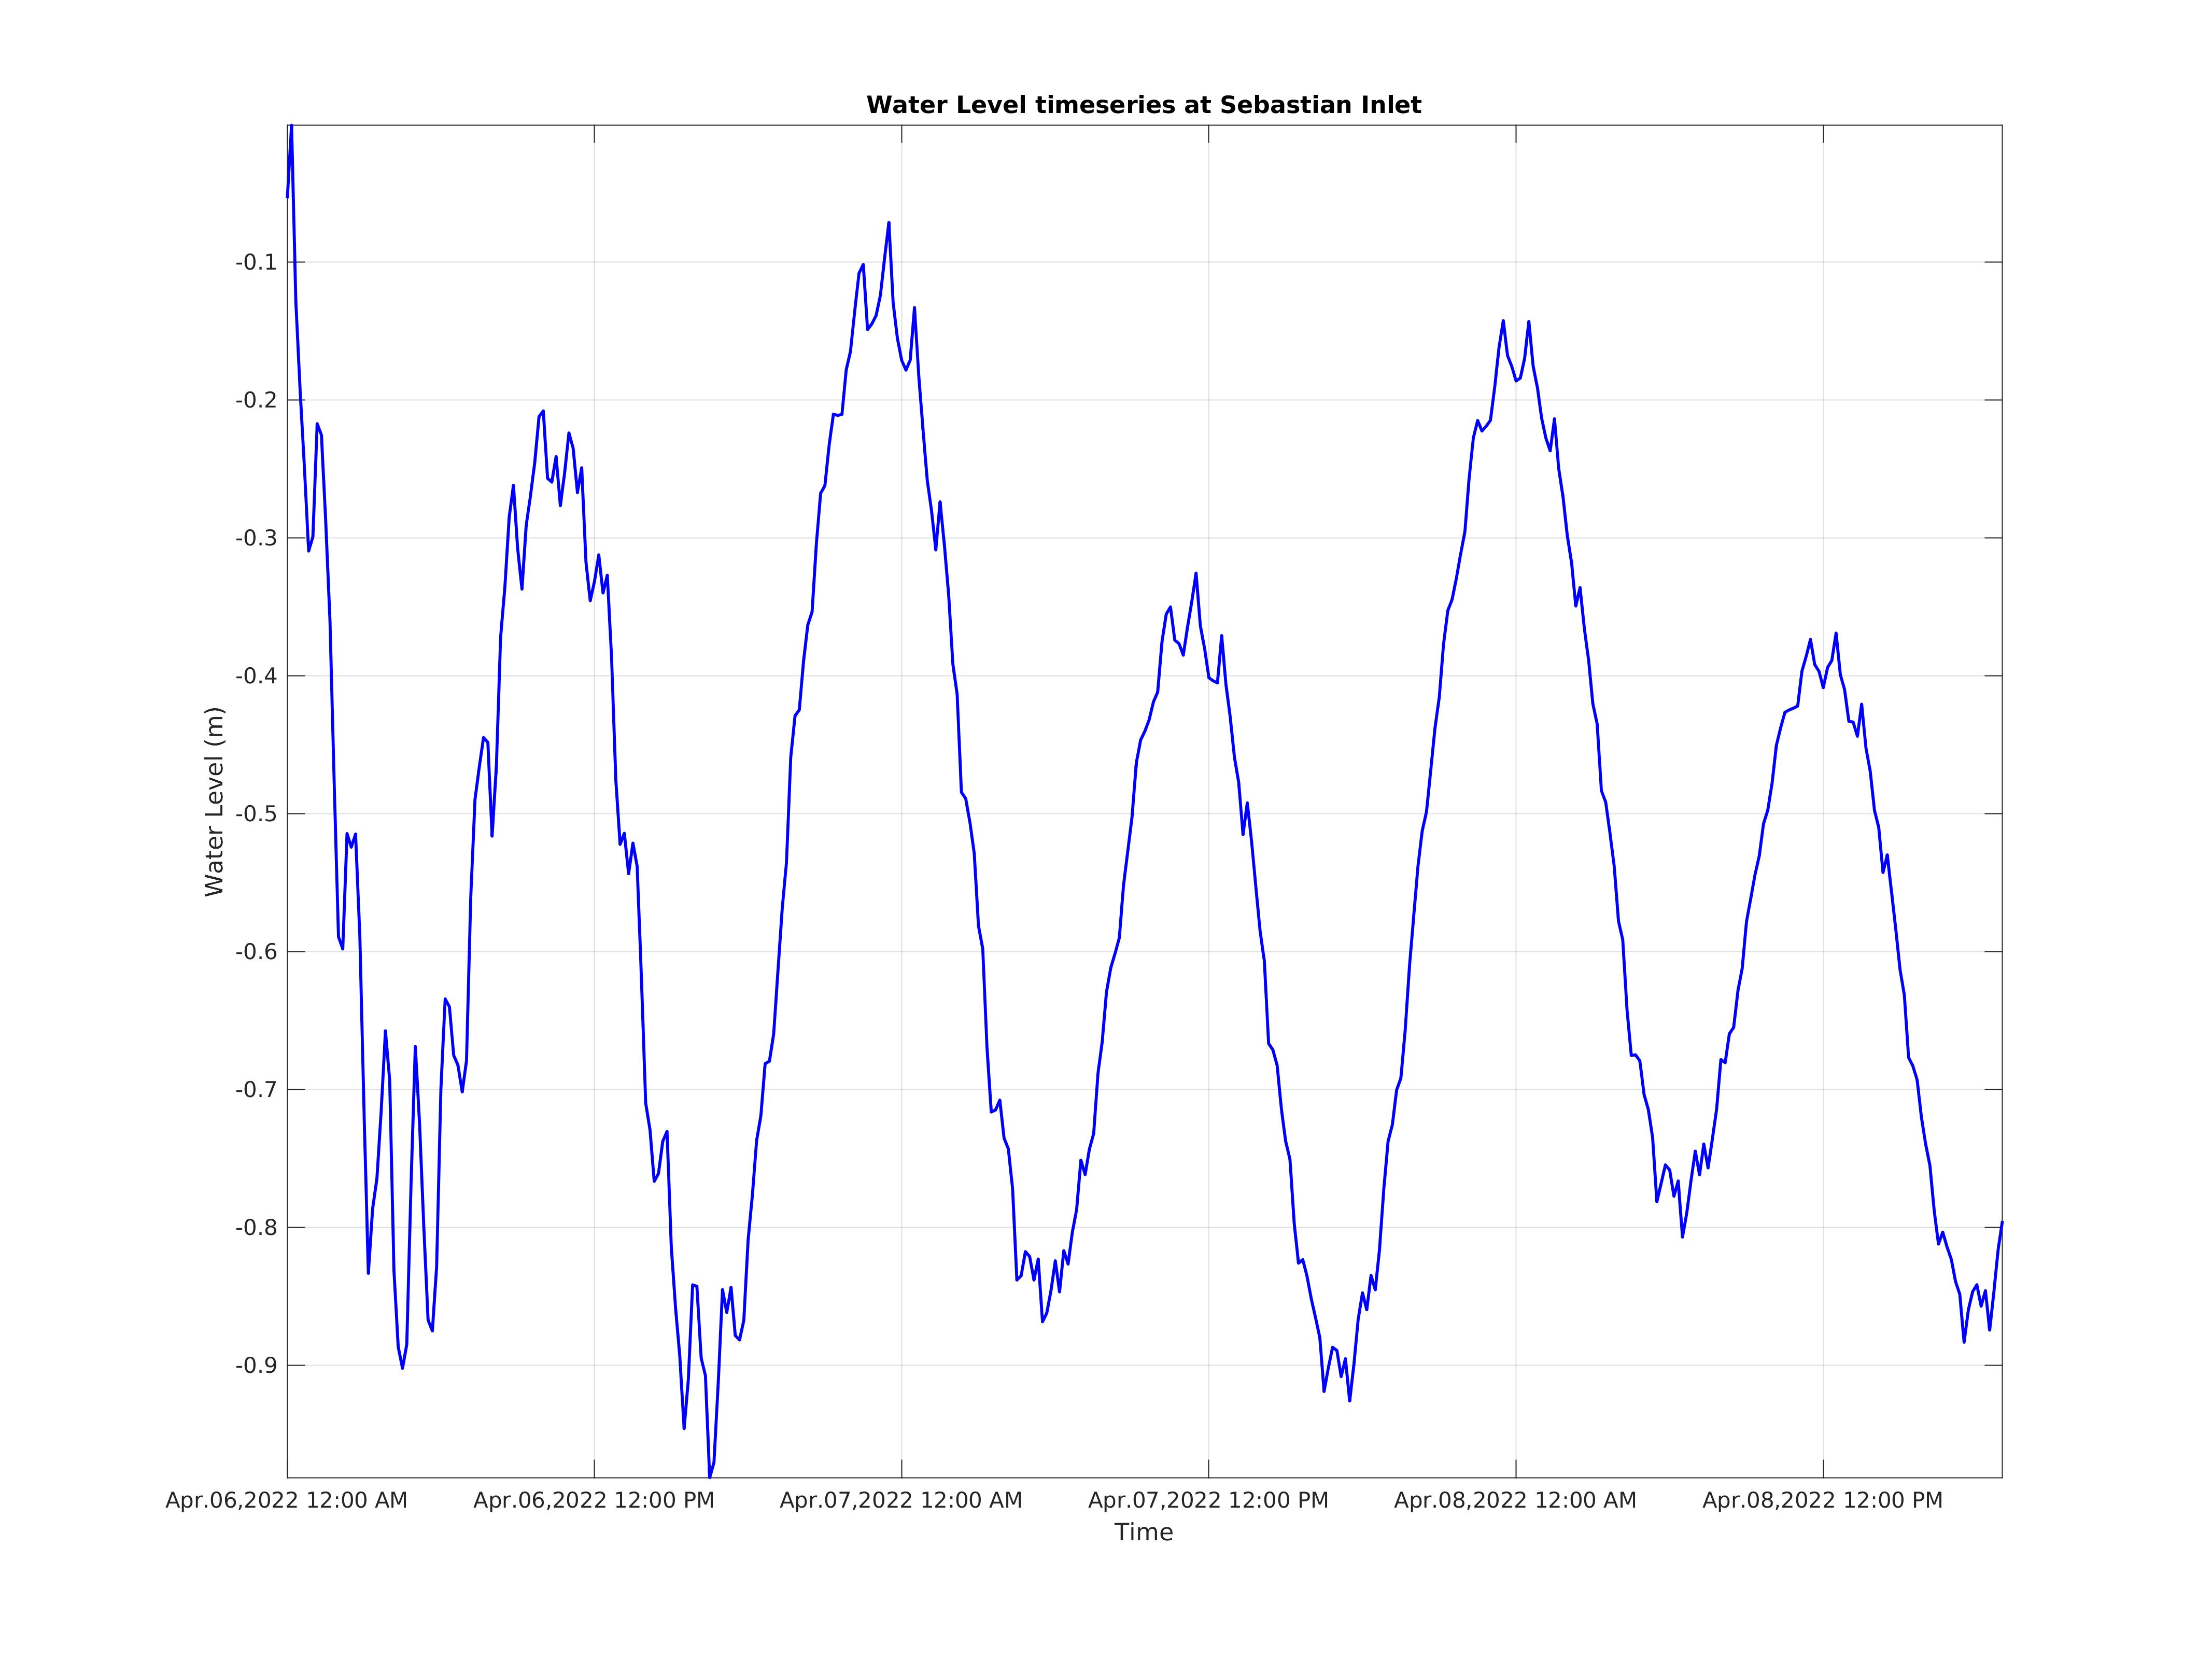 Water Level timeseries at Sebastian Inlet
-0.1
-0.2
-0.3
-0.4
-0.5
-0.6
-0.7
-0.8
-0.9
Water Level (m)
Apr.06,2022 12:00 AM
Apr.06,2022 12:00 PM
Apr.07,2022 12:00 AM
Apr.07,2022 12:00 PM
Apr.08,2022 12:00 AM
Apr.08,2022 12:00 PM
Time